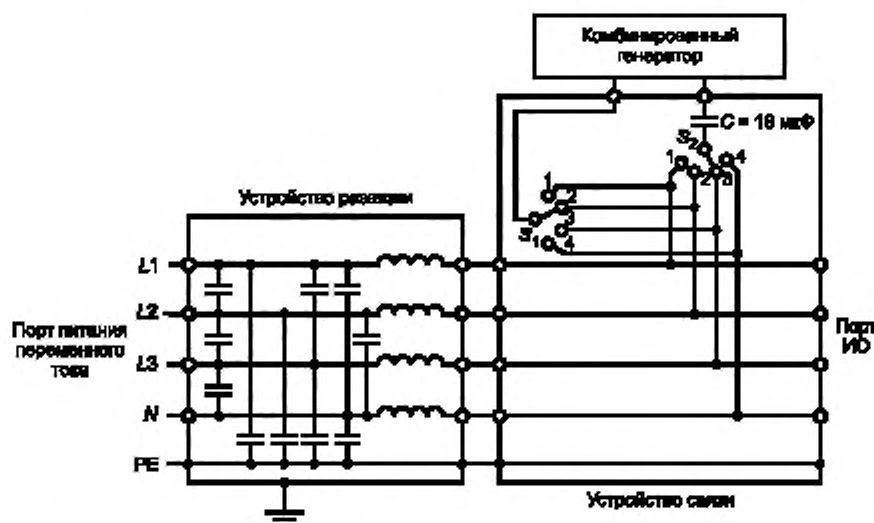 Комбинированный
генератор
C = 18 мкФ
S2
1
2
3
4
1
2
3
4
S1
Устройство развязки
L1
L2
L3
N
PE
Порт питания
переменного
тока
Порт
ИО
Устройство связи